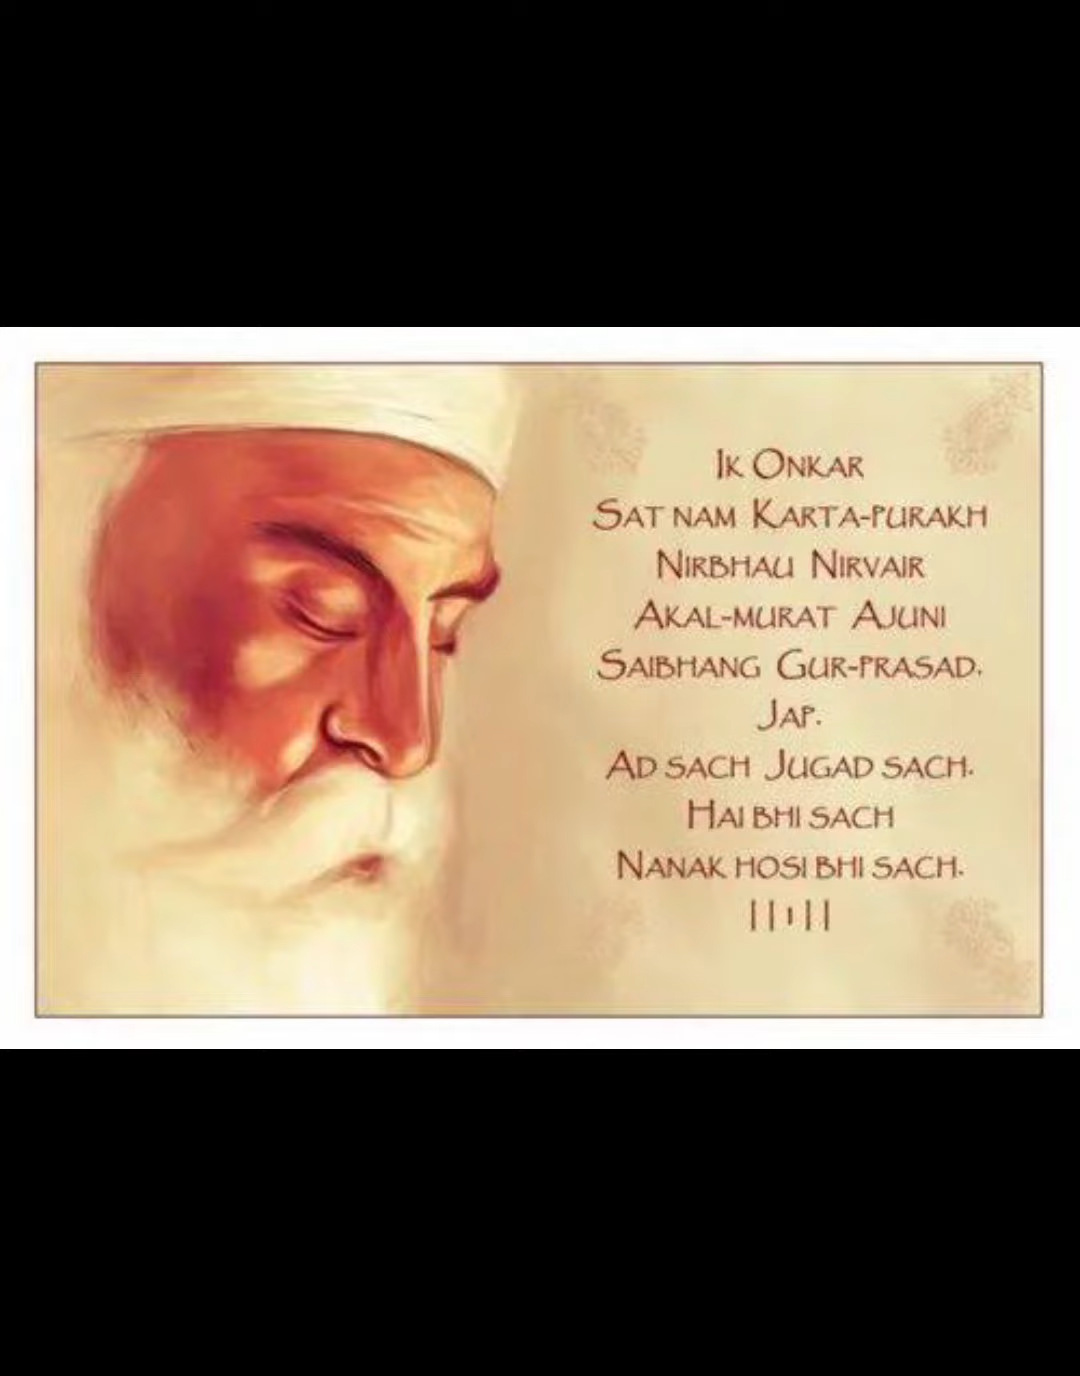 Ik Onkar
Sat nam Karta-purakh
Nirbhau Nirvair
Akal-murat Ajuni
Saibhang Gur-prasad.
Jap.
Ad sach Jugad sach.
Hai bhi sach
Nanak hosi bhi sach.
||1||